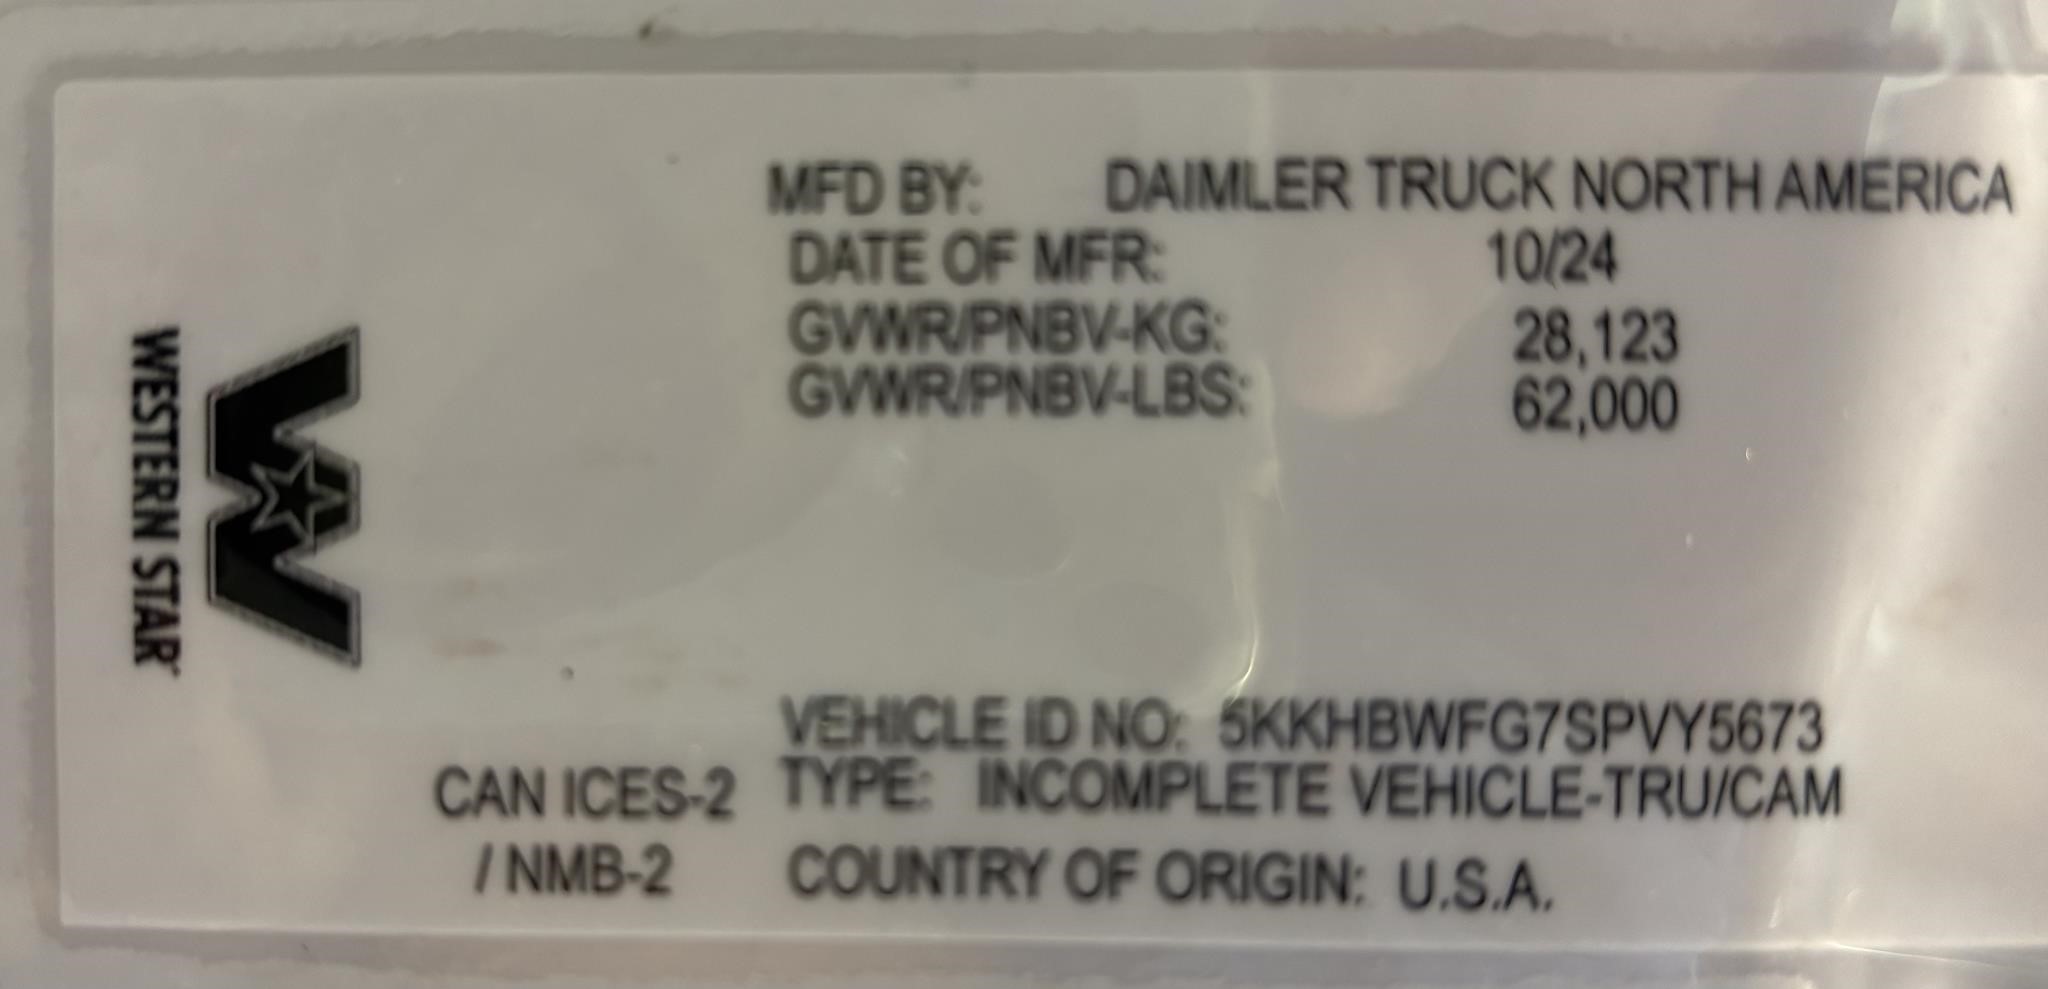 MFD BY: DAIMLER TRUCK NORTH AMERICA
DATE OF MFR: 10/24
GVWR/PNBV-KG: 28,123
GVWR/PNBV-LBS: 62,000
WESTERN STAR
VEHICLE ID NO: 5KKHBWFG7SPVY5673
TYPE: INCOMPLETE VEHICLE-TRU/CAM
CAN ICES-2
/ NMB-2
COUNTRY OF ORIGIN: U.S.A.